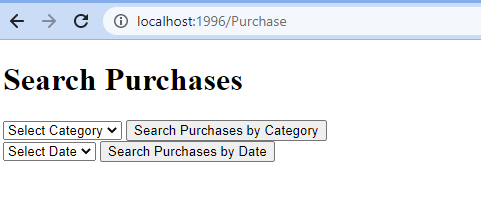 localhost:1996/Purchase
Search Purchases
Select Category Search Purchases by Category
Select Date Search Purchases by Date